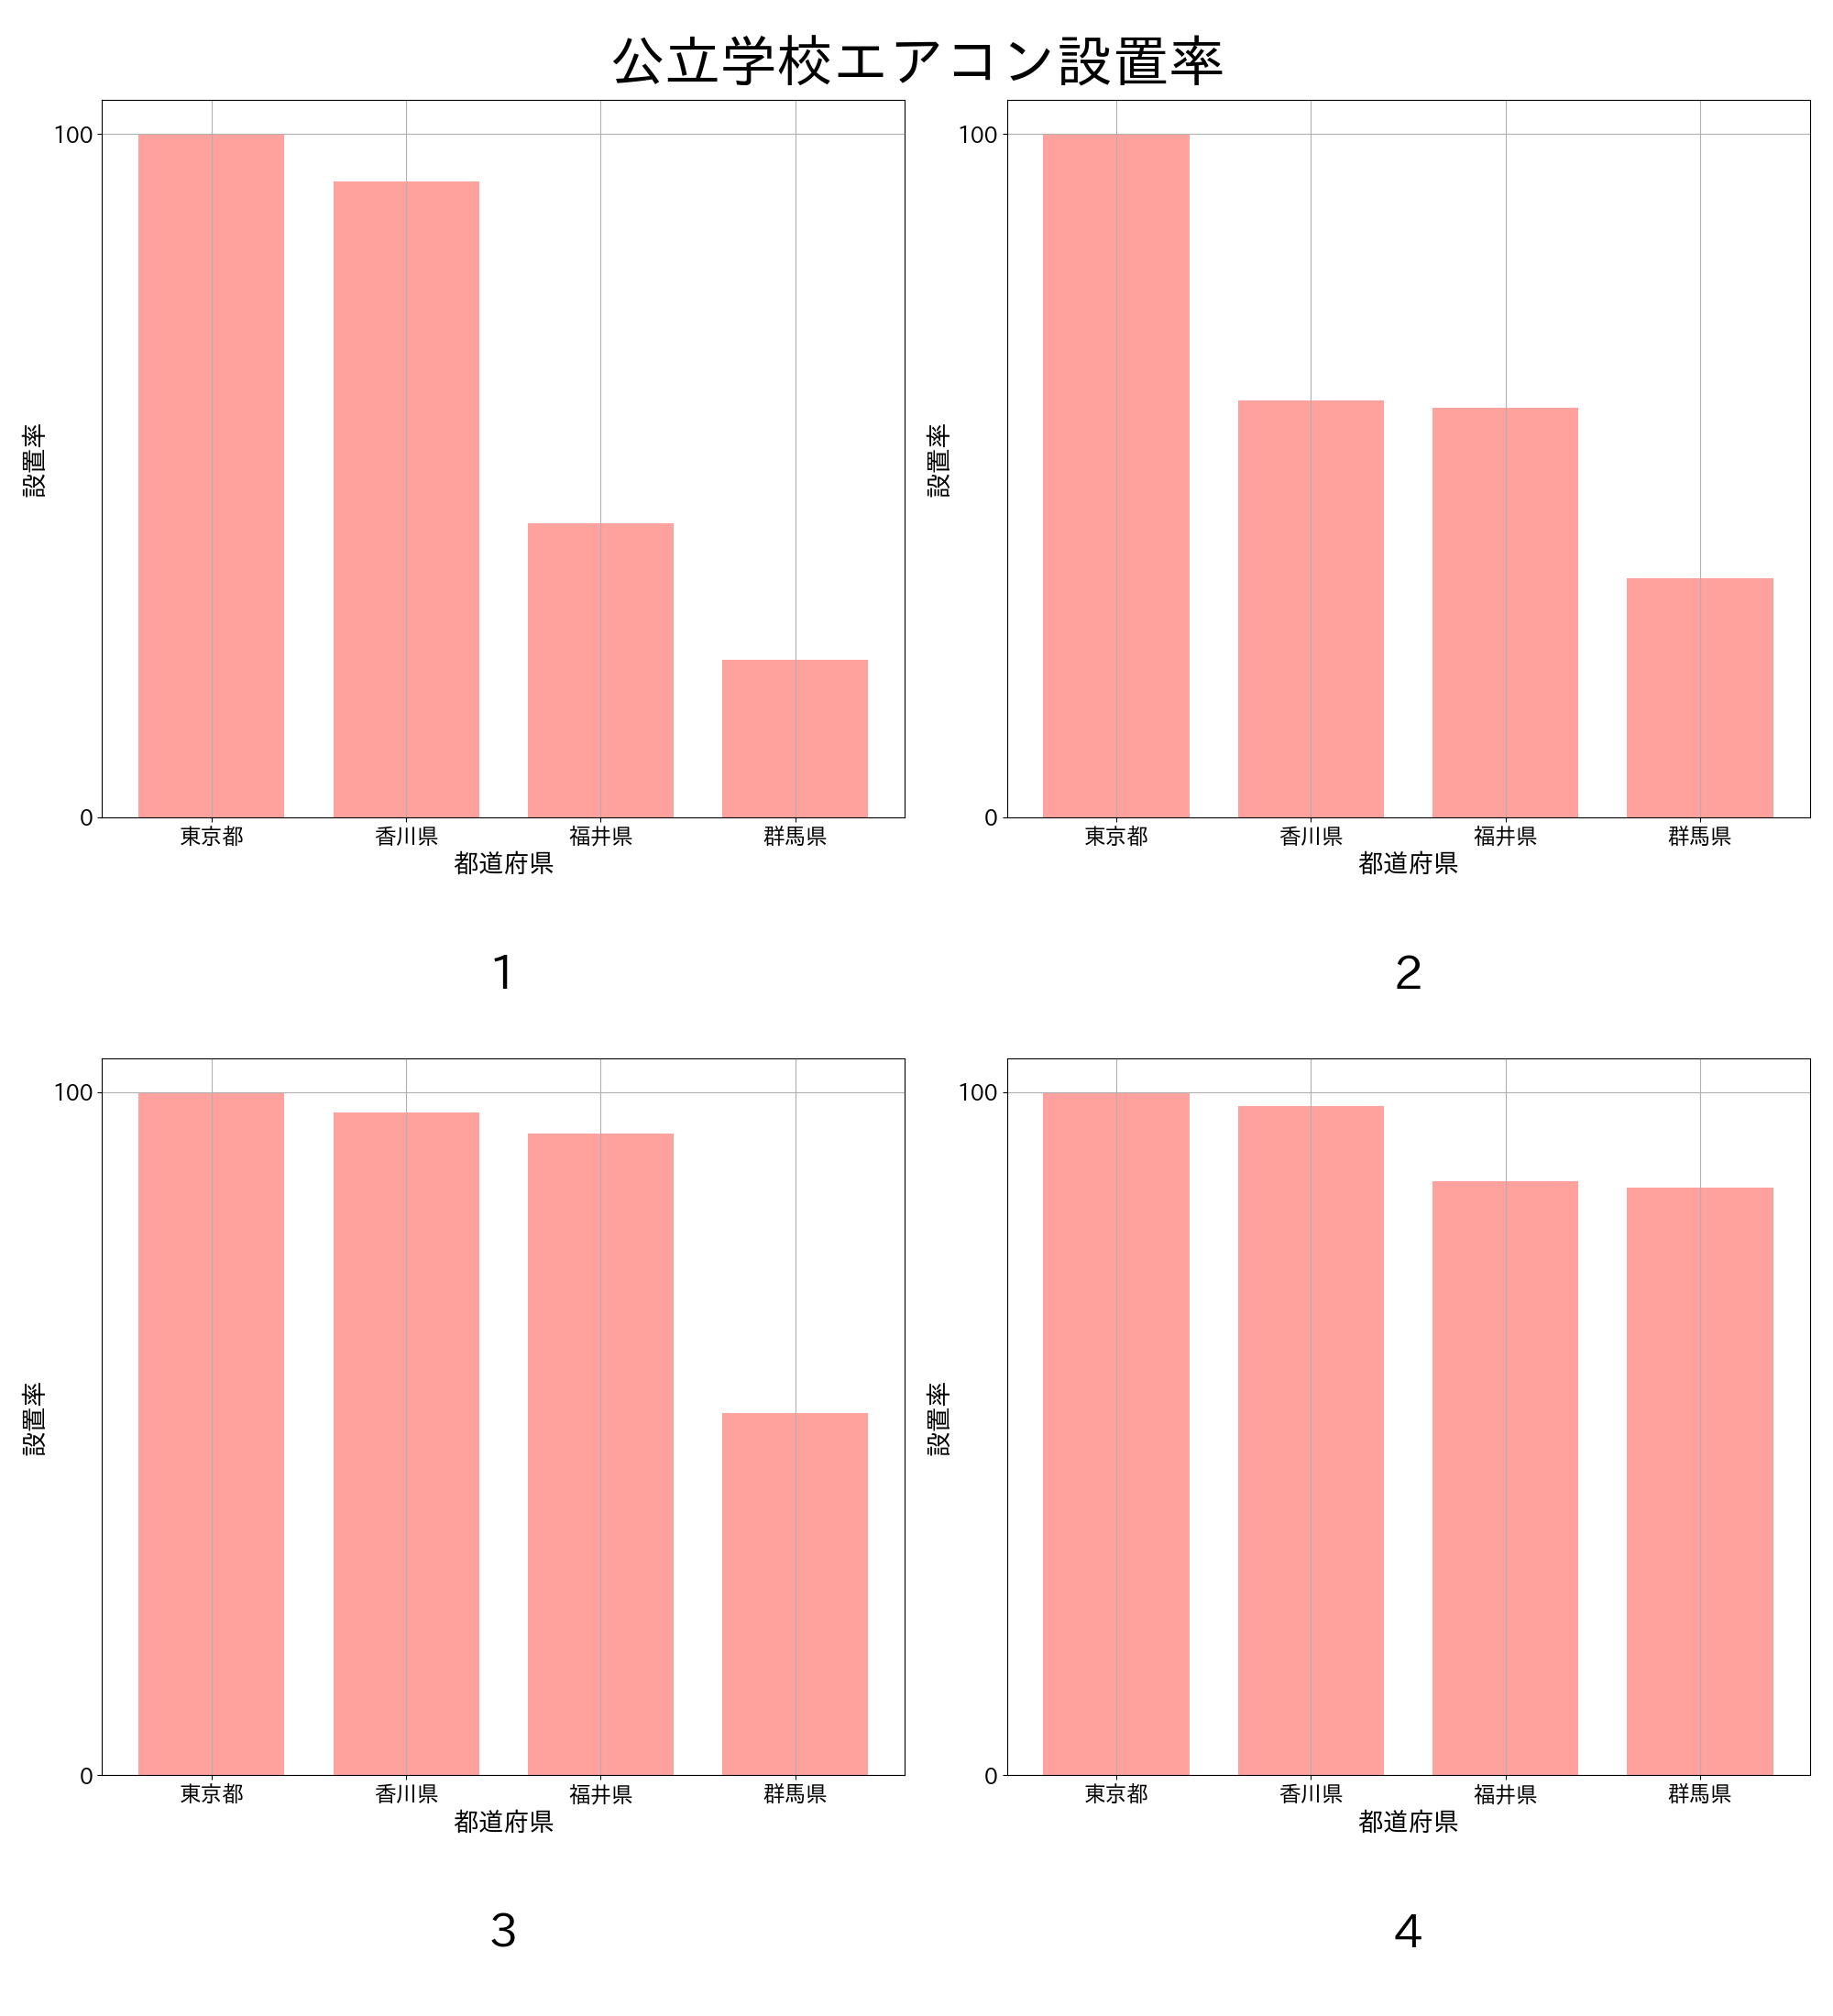 公立学校エアコン設置率
100
0
設置率
東京都 香川県 福井県 群馬県
都道府県
1
100
0
設置率
東京都 香川県 福井県 群馬県
都道府県
2
100
0
設置率
東京都 香川県 福井県 群馬県
都道府県
3
100
0
設置率
東京都 香川県 福井県 群馬県
都道府県
4